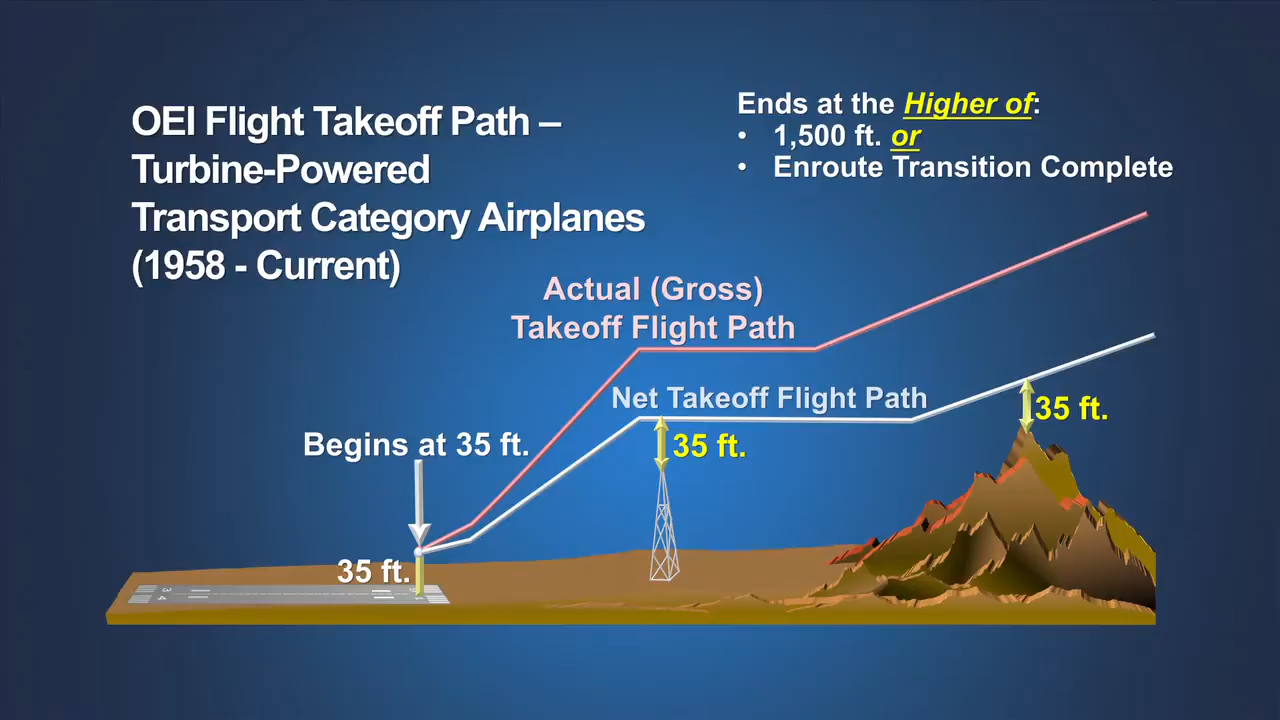 OEI Flight Takeoff Path –
Turbine-Powered
Transport Category Airplanes
(1958 - Current)
Ends at the Higher of:
• 1,500 ft. or
• Enroute Transition Complete
Actual (Gross)
Takeoff Flight Path
Net Takeoff Flight Path
35 ft.
Begins at 35 ft.
35 ft.
35 ft.